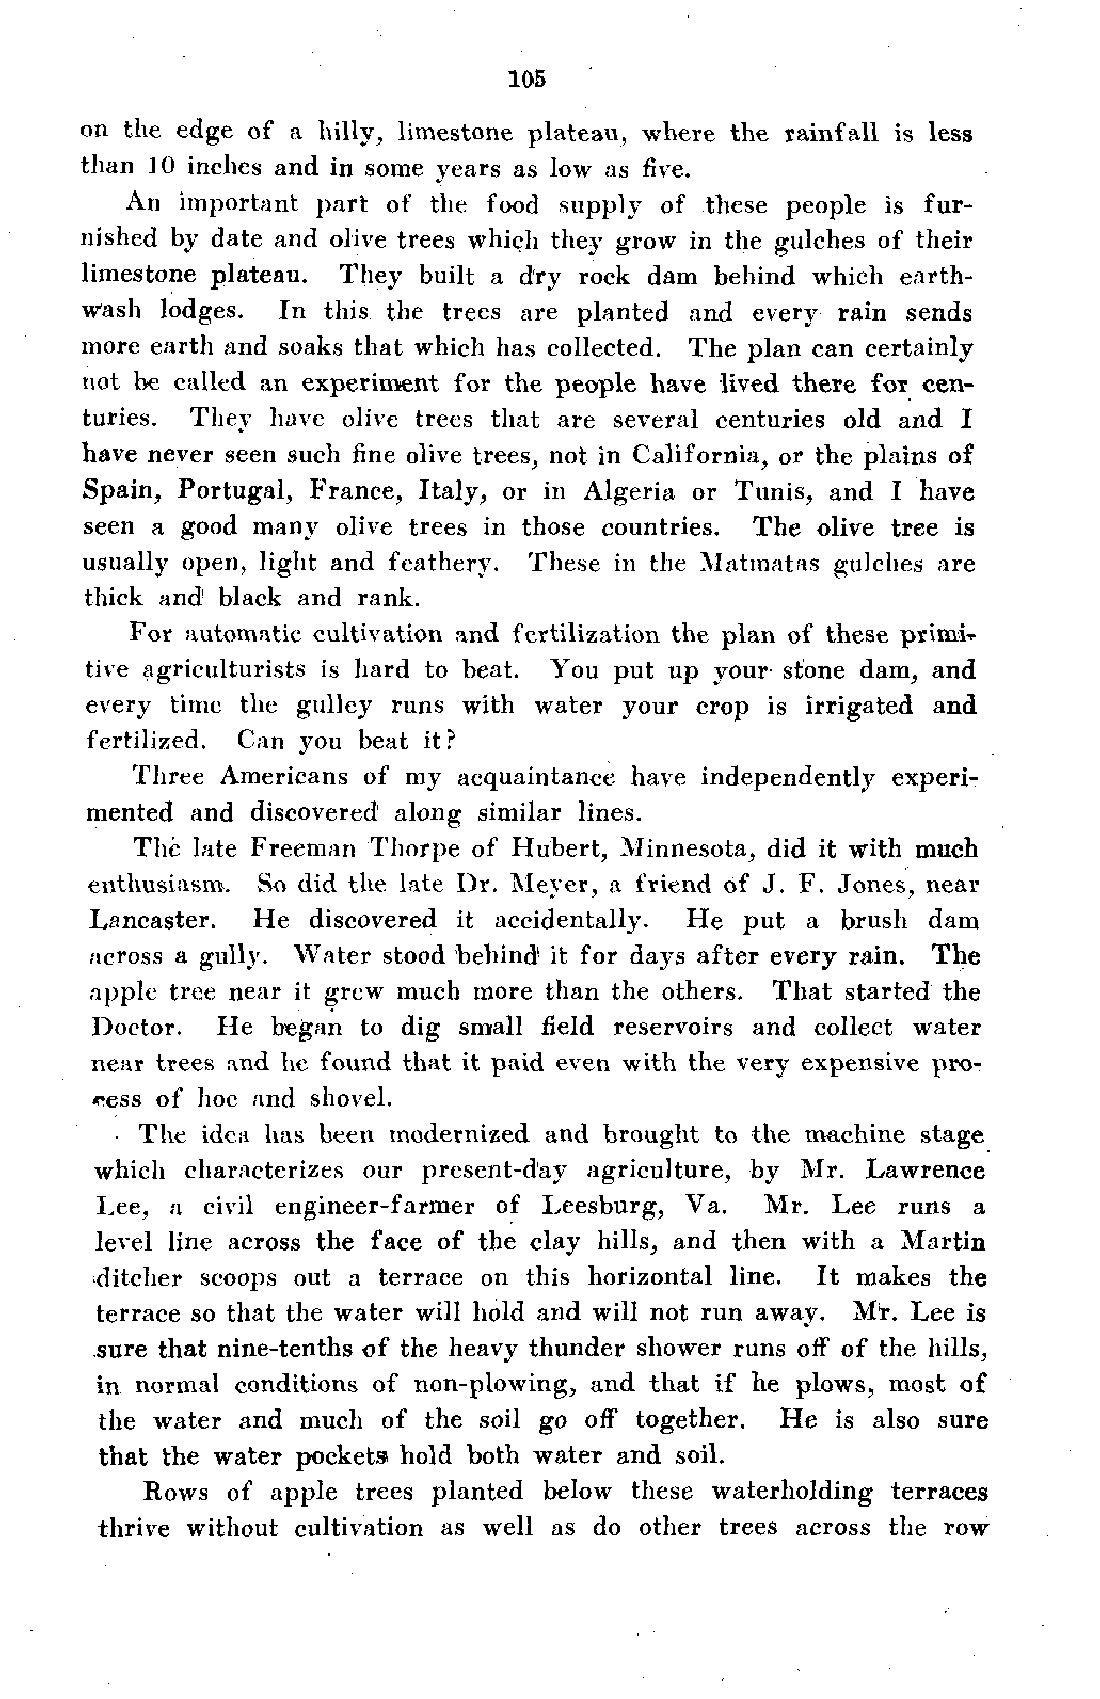 105
on the edge of a hilly, limestone plateau, where the rainfall is less
than 10 inches and in some years as low as five.
An important part of the food supply of these people is fur-
nished by date and olive trees which they grow in the gulches of their
limestone plateau. They built a dry rock dam behind which earth-
wash lodges. In this the trees are planted and every rain sends
more earth and soaks that which has collected. The plan can certainly
not be called an experiment for the people have lived there for cen-
turies. They have olive trees that are several centuries old and I
have never seen such fine olive trees, not in California, or the plains of
Spain, Portugal, France, Italy, or in Algeria or Tunis, and I have
seen a good many olive trees in those countries. The olive tree is
usually open, light and feathery. These in the Matmatas gulches are
thick and black and rank.
For automatic cultivation and fertilization the plan of these primi-
tive agriculturists is hard to beat. You put up your stone dam, and
every time the gulley runs with water your crop is irrigated and
fertilized. Can you beat it?
Three Americans of my acquaintance have independently experi-
mented and discovered along similar lines.
The late Freeman Thorpe of Hubert, Minnesota, did it with much
enthusiasm. So did the late Dr. Meyer, a friend of J. F. Jones, near
Lancaster. He discovered it accidentally. He put a brush dam
across a gully. Water stood behind it for days after every rain. The
apple tree near it grew much more than the others. That started the
Doctor. He began to dig small field reservoirs and collect water
near trees and he found that it paid even with the very expensive pro-
cess of hoe and shovel.
The idea has been modernized and brought to the machine stage
which characterizes our present-day agriculture, by Mr. Lawrence
Lee, a civil engineer-farmer of Leesburg, Va. Mr. Lee runs a
level line across the face of the clay hills, and then with a Martin
ditcher scoops out a terrace on this horizontal line. It makes the
terrace so that the water will hold and will not run away. Mr. Lee is
sure that nine-tenths of the heavy thunder shower runs off of the hills,
in normal conditions of non-plowing, and that if he plows, most of
the water and much of the soil go off together. He is also sure
that the water pockets hold both water and soil.
Rows of apple trees planted below these waterholding terraces
thrive without cultivation as well as do other trees across the row